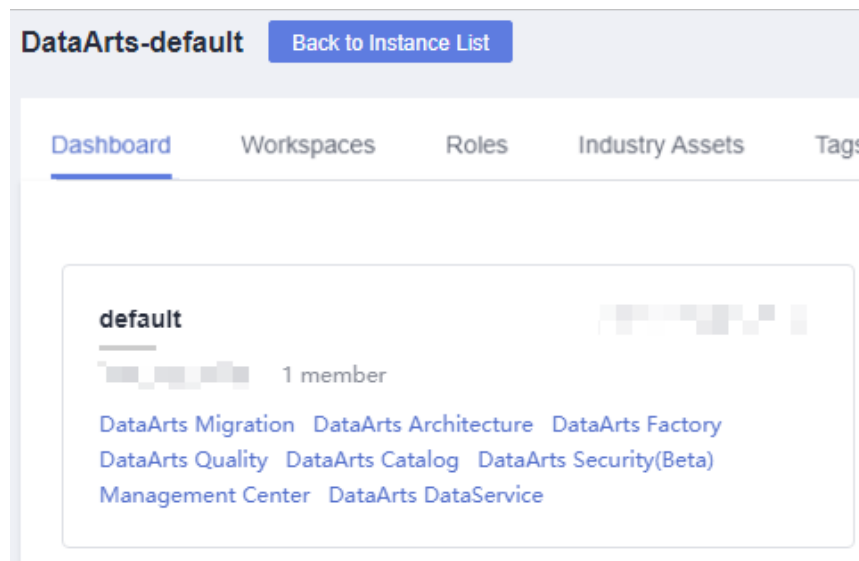 DataArts-default Back to Instance List
Dashboard Workspaces Roles Industry Assets Tags
default
1 member
DataArts Migration DataArts Architecture DataArts Factory
DataArts Quality DataArts Catalog DataArts Security(Beta)
Management Center DataArts DataService